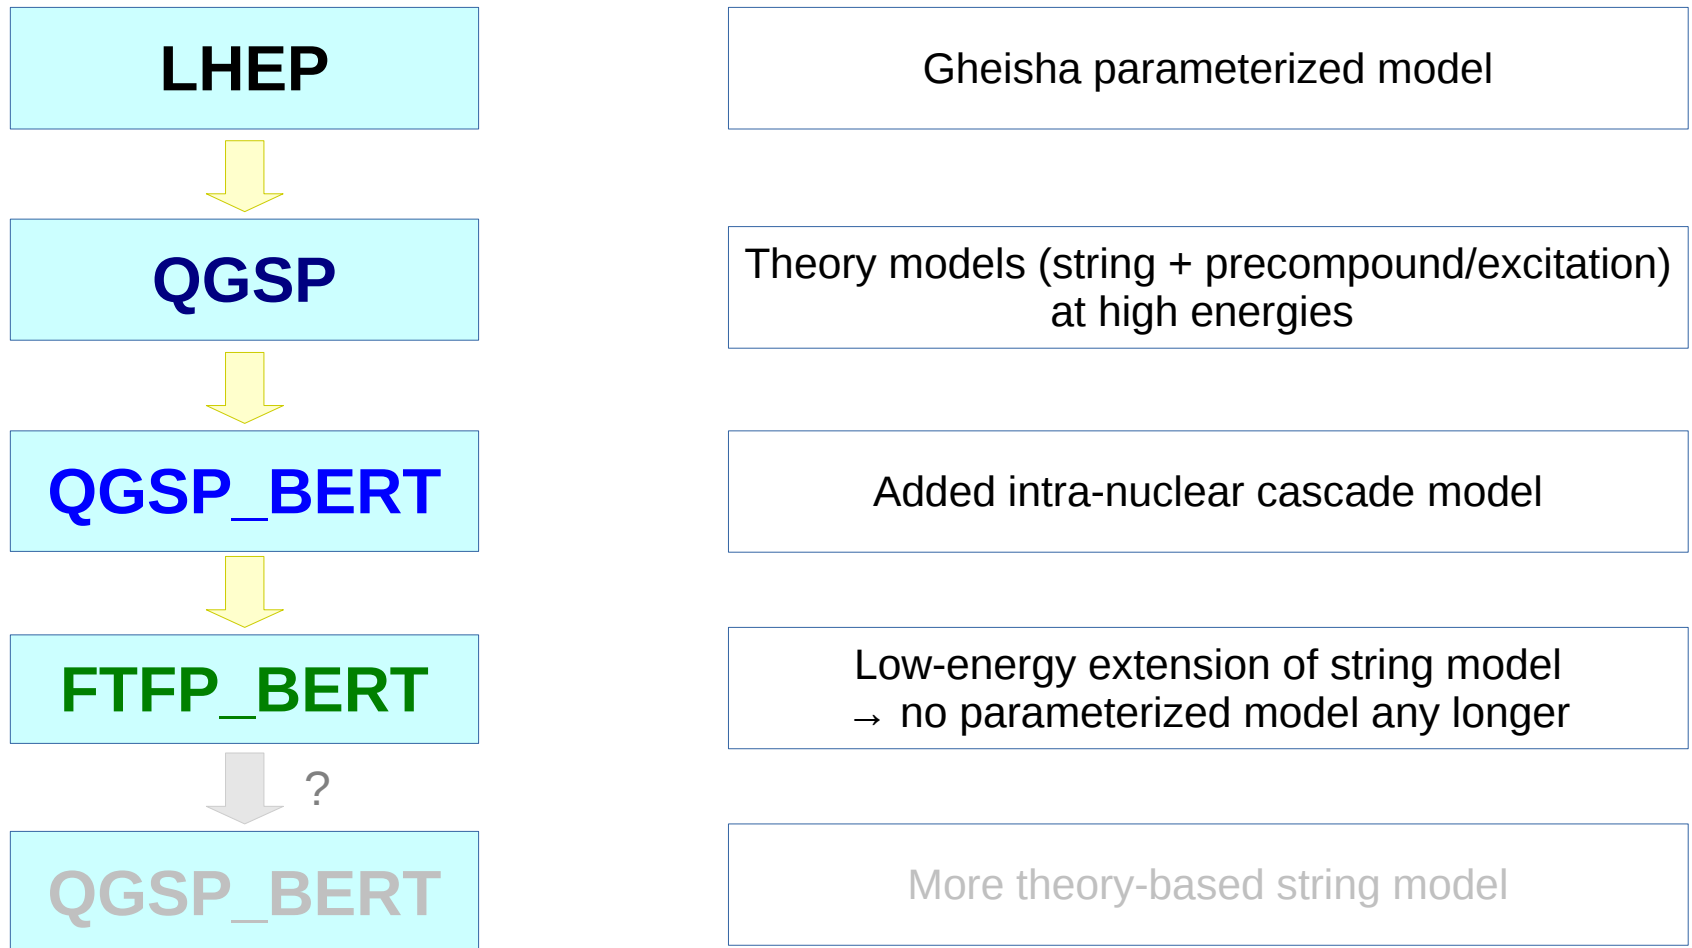 LHEP
Gheisha parameterized model
QGSP
Theory models (string + precompound/excitation)
at high energies
QGSP_BERT
Added intra-nuclear cascade model
FTFP_BERT
Low-energy extension of string model
→ no parameterized model any longer
?
QGSP_BERT
More theory-based string model